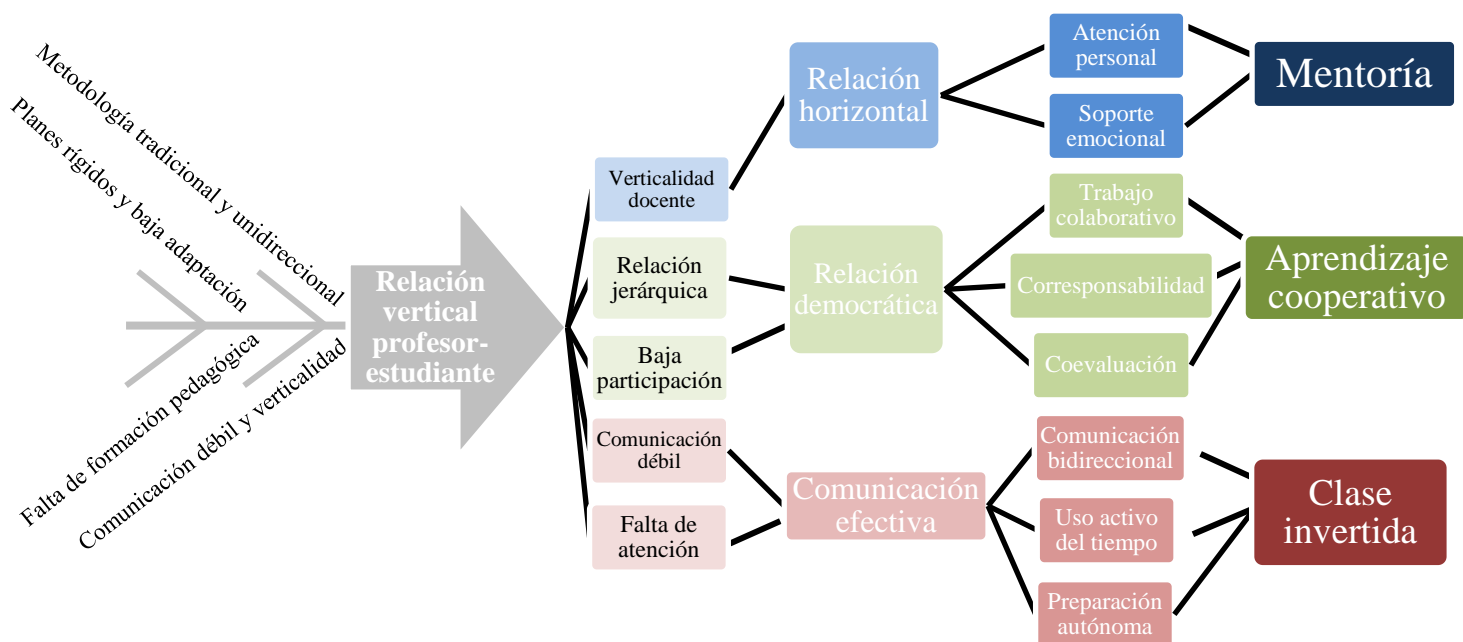 Metodología tradicional y unidireccional
Planes rígidos y baja adaptación
Falta de formación pedagógica
Comunicación débil y verticalidad
Relación
vertical
profesor-
estudiante
Verticalidad
docente
Relación
jerárquica
Baja
participación
Comunicación
débil
Falta de
atención
Relación
horizontal
Relación
democrática
Comunicación
efectiva
Atención
personal
Soporte
emocional
Trabajo
colaborativo
Corresponsabilidad
Coevaluación
Comunicación
bidireccional
Uso activo
del tiempo
Preparación
autónoma
Mentoría
Aprendizaje
cooperativo
Clase
invertida